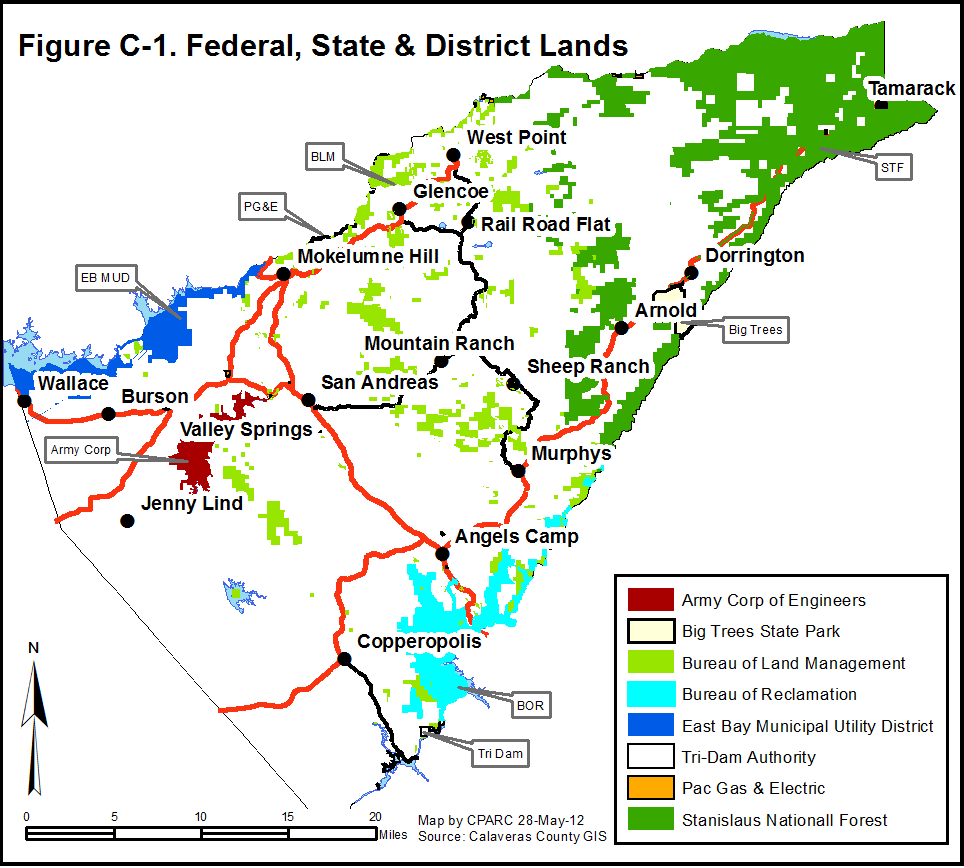 Figure C-1. Federal, State & District Lands
Tamarack
West Point
BLM
STF
Glencoe
PG&E
Rail Road Flat
Mokelumne Hill
Dorrington
EB MUD
Arnold
Big Trees
Mountain Ranch
Sheep Ranch
Wallace
San Andreas
Burson
Valley Springs
Army Corp
Murphys
Jenny Lind
Angels Camp
Copperopolis
BOR
Tri Dam
N
Army Corp of Engineers
Big Trees State Park
Bureau of Land Management
Bureau of Reclamation
East Bay Municipal Utility District
Tri-Dam Authority
Pac Gas & Electric
Stanislaus Nationall Forest
0 5 10 15 20
Miles
Map by CPARC 28-May-12
Source: Calaveras County GIS